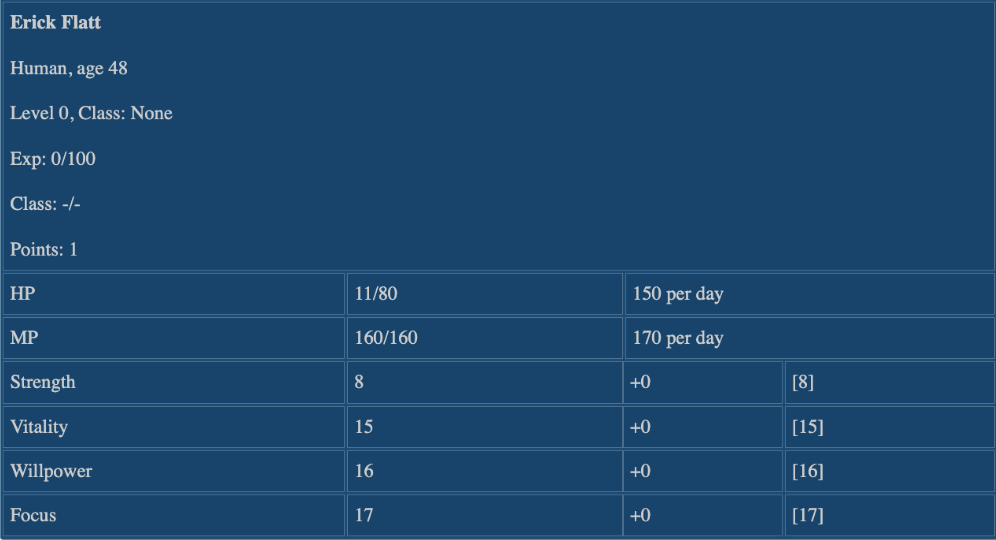 Erick Flatt
Human, age 48
Level 0, Class: None
Exp: 0/100
Class: -/-
Points: 1
HP 11/80 150 per day
MP 160/160 170 per day
Strength 8 +0 [8]
Vitality 15 +0 [15]
Willpower 16 +0 [16]
Focus 17 +0 [17]